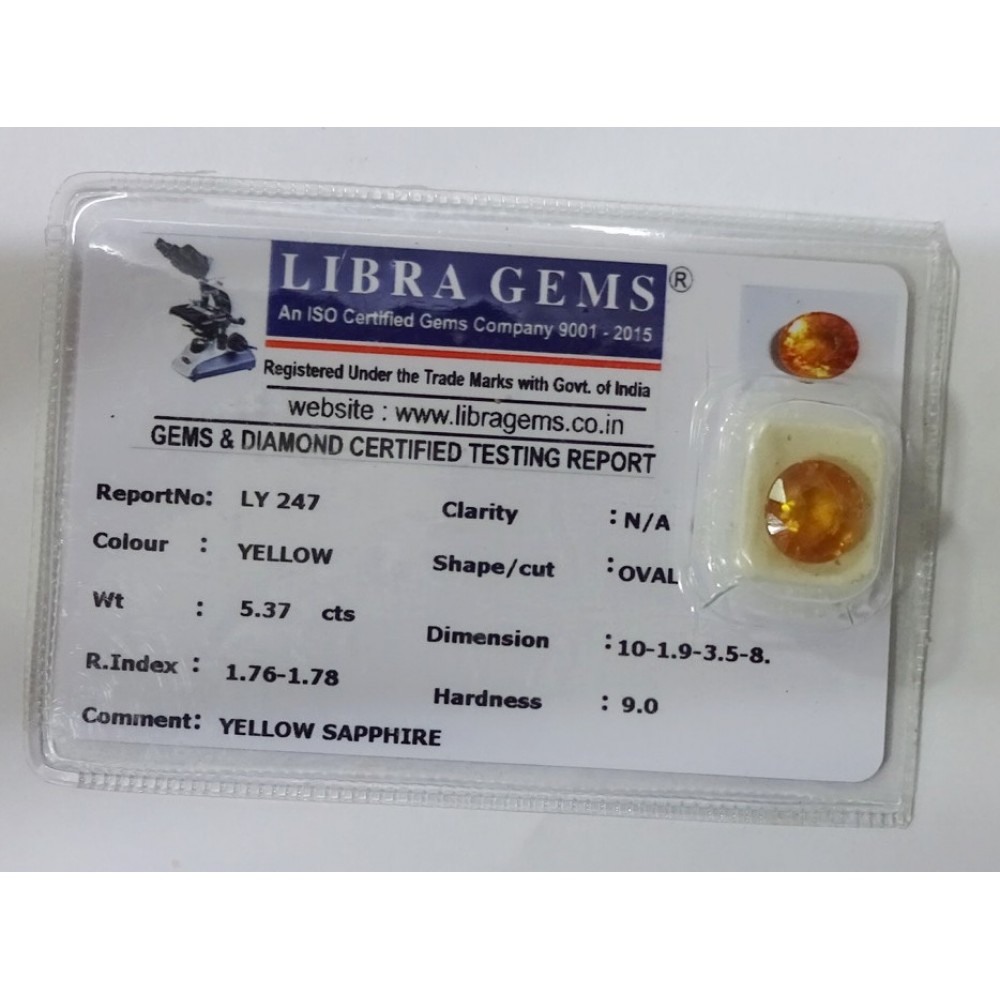 LIBRA GEMS®
An ISO Certified Gems Company 9001 - 2015
Registered Under the Trade Marks with Govt. of India
website : www.libragems.co.in
GEMS & DIAMOND CERTIFIED TESTING REPORT
ReportNo: LY 247
Colour : YELLOW
Wt : 5.37 cts
R.Index : 1.76-1.78
Comment: YELLOW SAPPHIRE
Clarity : N/A
Shape/cut : OVAL
Dimension : 10-1.9-3.5-8.
Hardness : 9.0